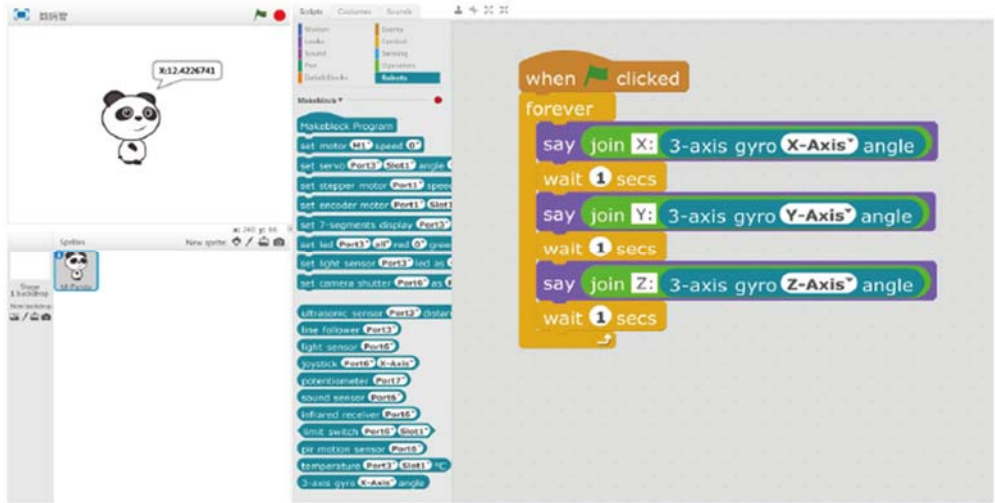 X:12.4226741
Scripts Costumes Sounds
Motion Events
Looks Control
Sound Sensing
Pen Operators
Data&Blocks Robots
Makeblock
Makeblock Program
set motor M1 speed 0
set servo Port3 Slot1 angle
set stepper motor Port1 speed
set encoder motor Port1 Slot1
set 7-segments display Port3
set led Port3 all red 0 green
set light sensor Port3 led as
set camera shutter Port6 as
ultrasonic sensor Port3 distan
line follower Port3
light sensor Port6
joystick Port6 X-Axis
potentiometer Port7
sound sensor Port6
infrared receiver Port6
limit switch Port6 Slot1
pir motion sensor Port6
temperature Port3 Slot1 °C
3-axis gyro X-Axis angle
Sprites New sprite:
Stage
1 backdrop
New backdrop
M-Panda
when clicked
forever
say join X: 3-axis gyro X-Axis angle
wait 1 secs
say join Y: 3-axis gyro Y-Axis angle
wait 1 secs
say join Z: 3-axis gyro Z-Axis angle
wait 1 secs